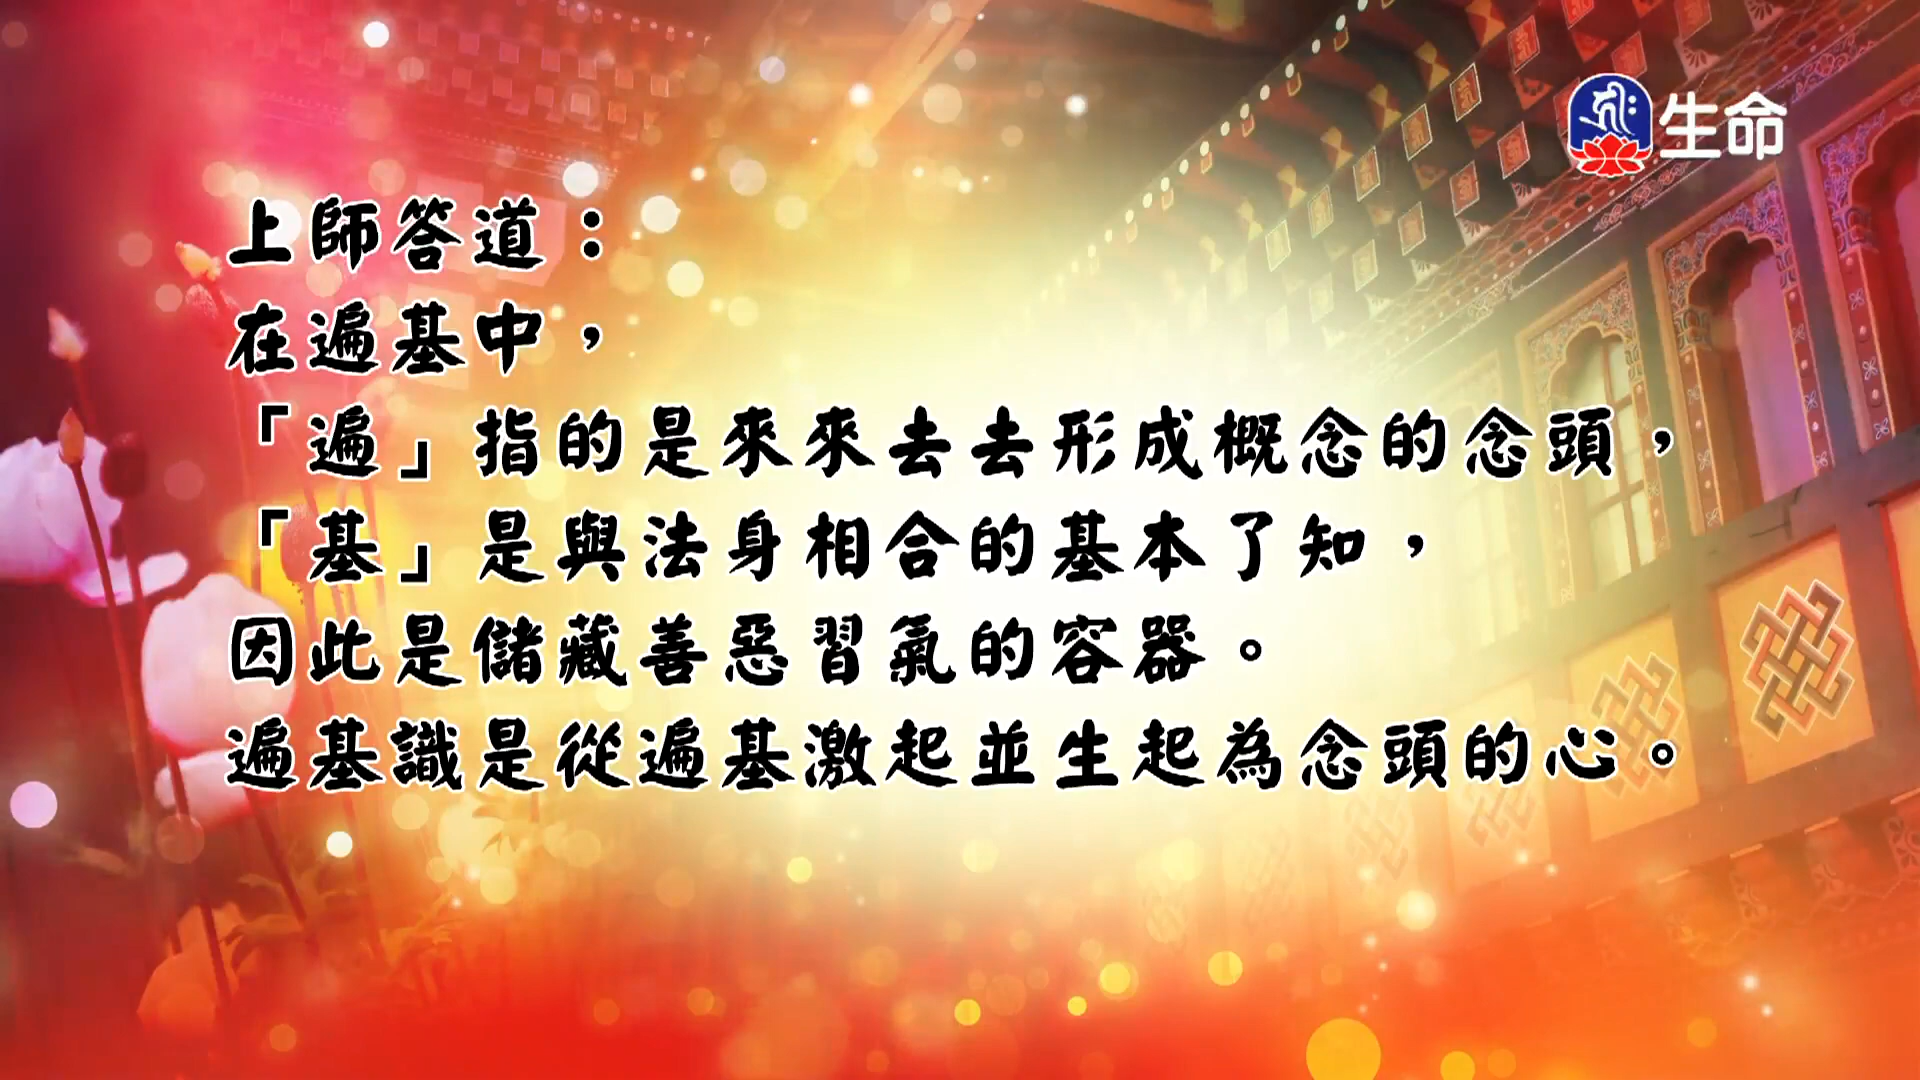 生命
上師答道：
在遍基中，
「遍」指的是來來去去形成概念的念頭，
「基」是與法身相合的基本了知，
因此是儲藏善惡習氣的容器。
遍基識是從遍基激起並生起為念頭的心。